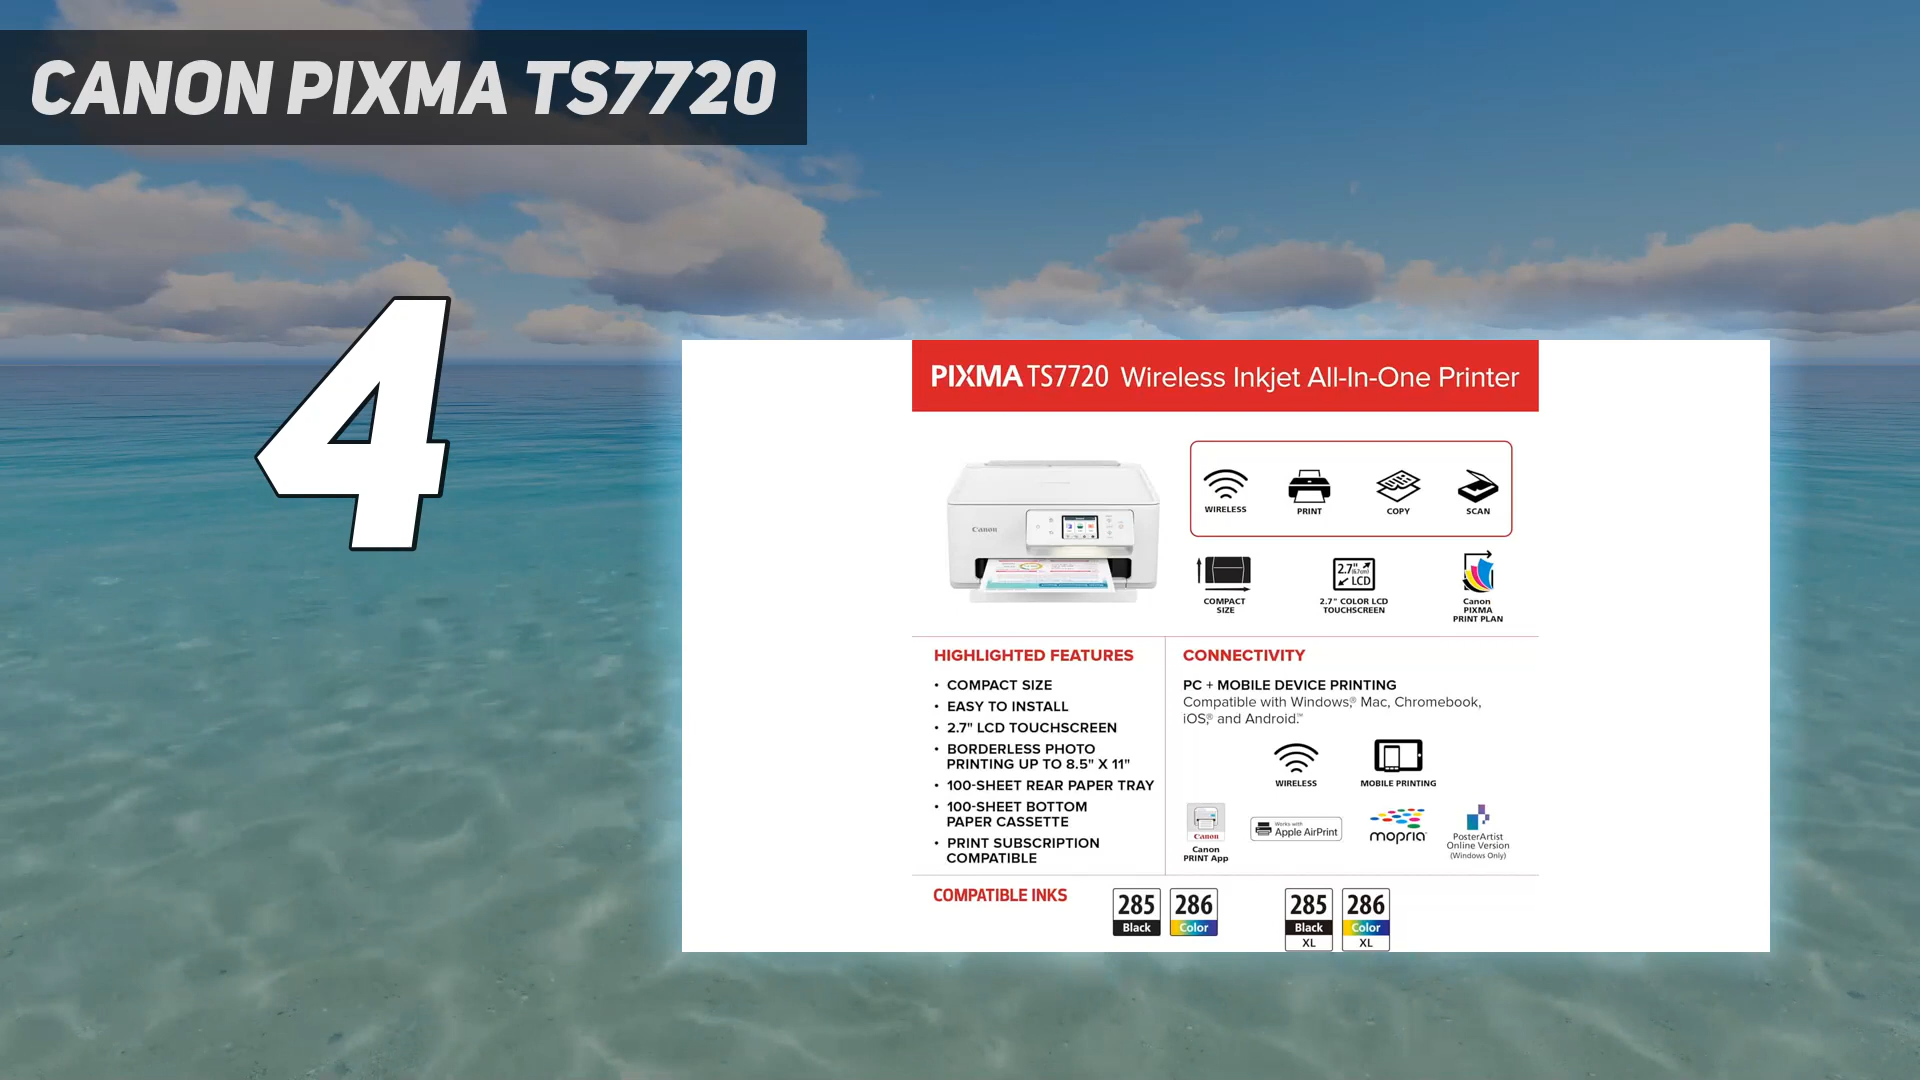 CANON PIXMA TS7720
4
PIXMA TS7720 Wireless Inkjet All-In-One Printer
Canon
WIRELESS
PRINT
COPY
SCAN
COMPACT
SIZE
2.7"
LCD
2.7" COLOR LCD
TOUCHSCREEN
Canon
PIXMA
PRINT PLAN
HIGHLIGHTED FEATURES
• COMPACT SIZE
• EASY TO INSTALL
• 2.7" LCD TOUCHSCREEN
• BORDERLESS PHOTO
PRINTING UP TO 8.5" X 11"
• 100-SHEET REAR PAPER TRAY
• 100-SHEET BOTTOM
PAPER CASSETTE
• PRINT SUBSCRIPTION
COMPATIBLE
CONNECTIVITY
PC + MOBILE DEVICE PRINTING
Compatible with Windows,® Mac, Chromebook,
iOS,® and Android.™
WIRELESS
MOBILE PRINTING
Canon
Canon
PRINT App
Works with
Apple AirPrint
mopria
PosterArtist
Online Version
(Windows Only)
COMPATIBLE INKS
285
Black
286
Color
285
Black
XL
286
Color
XL